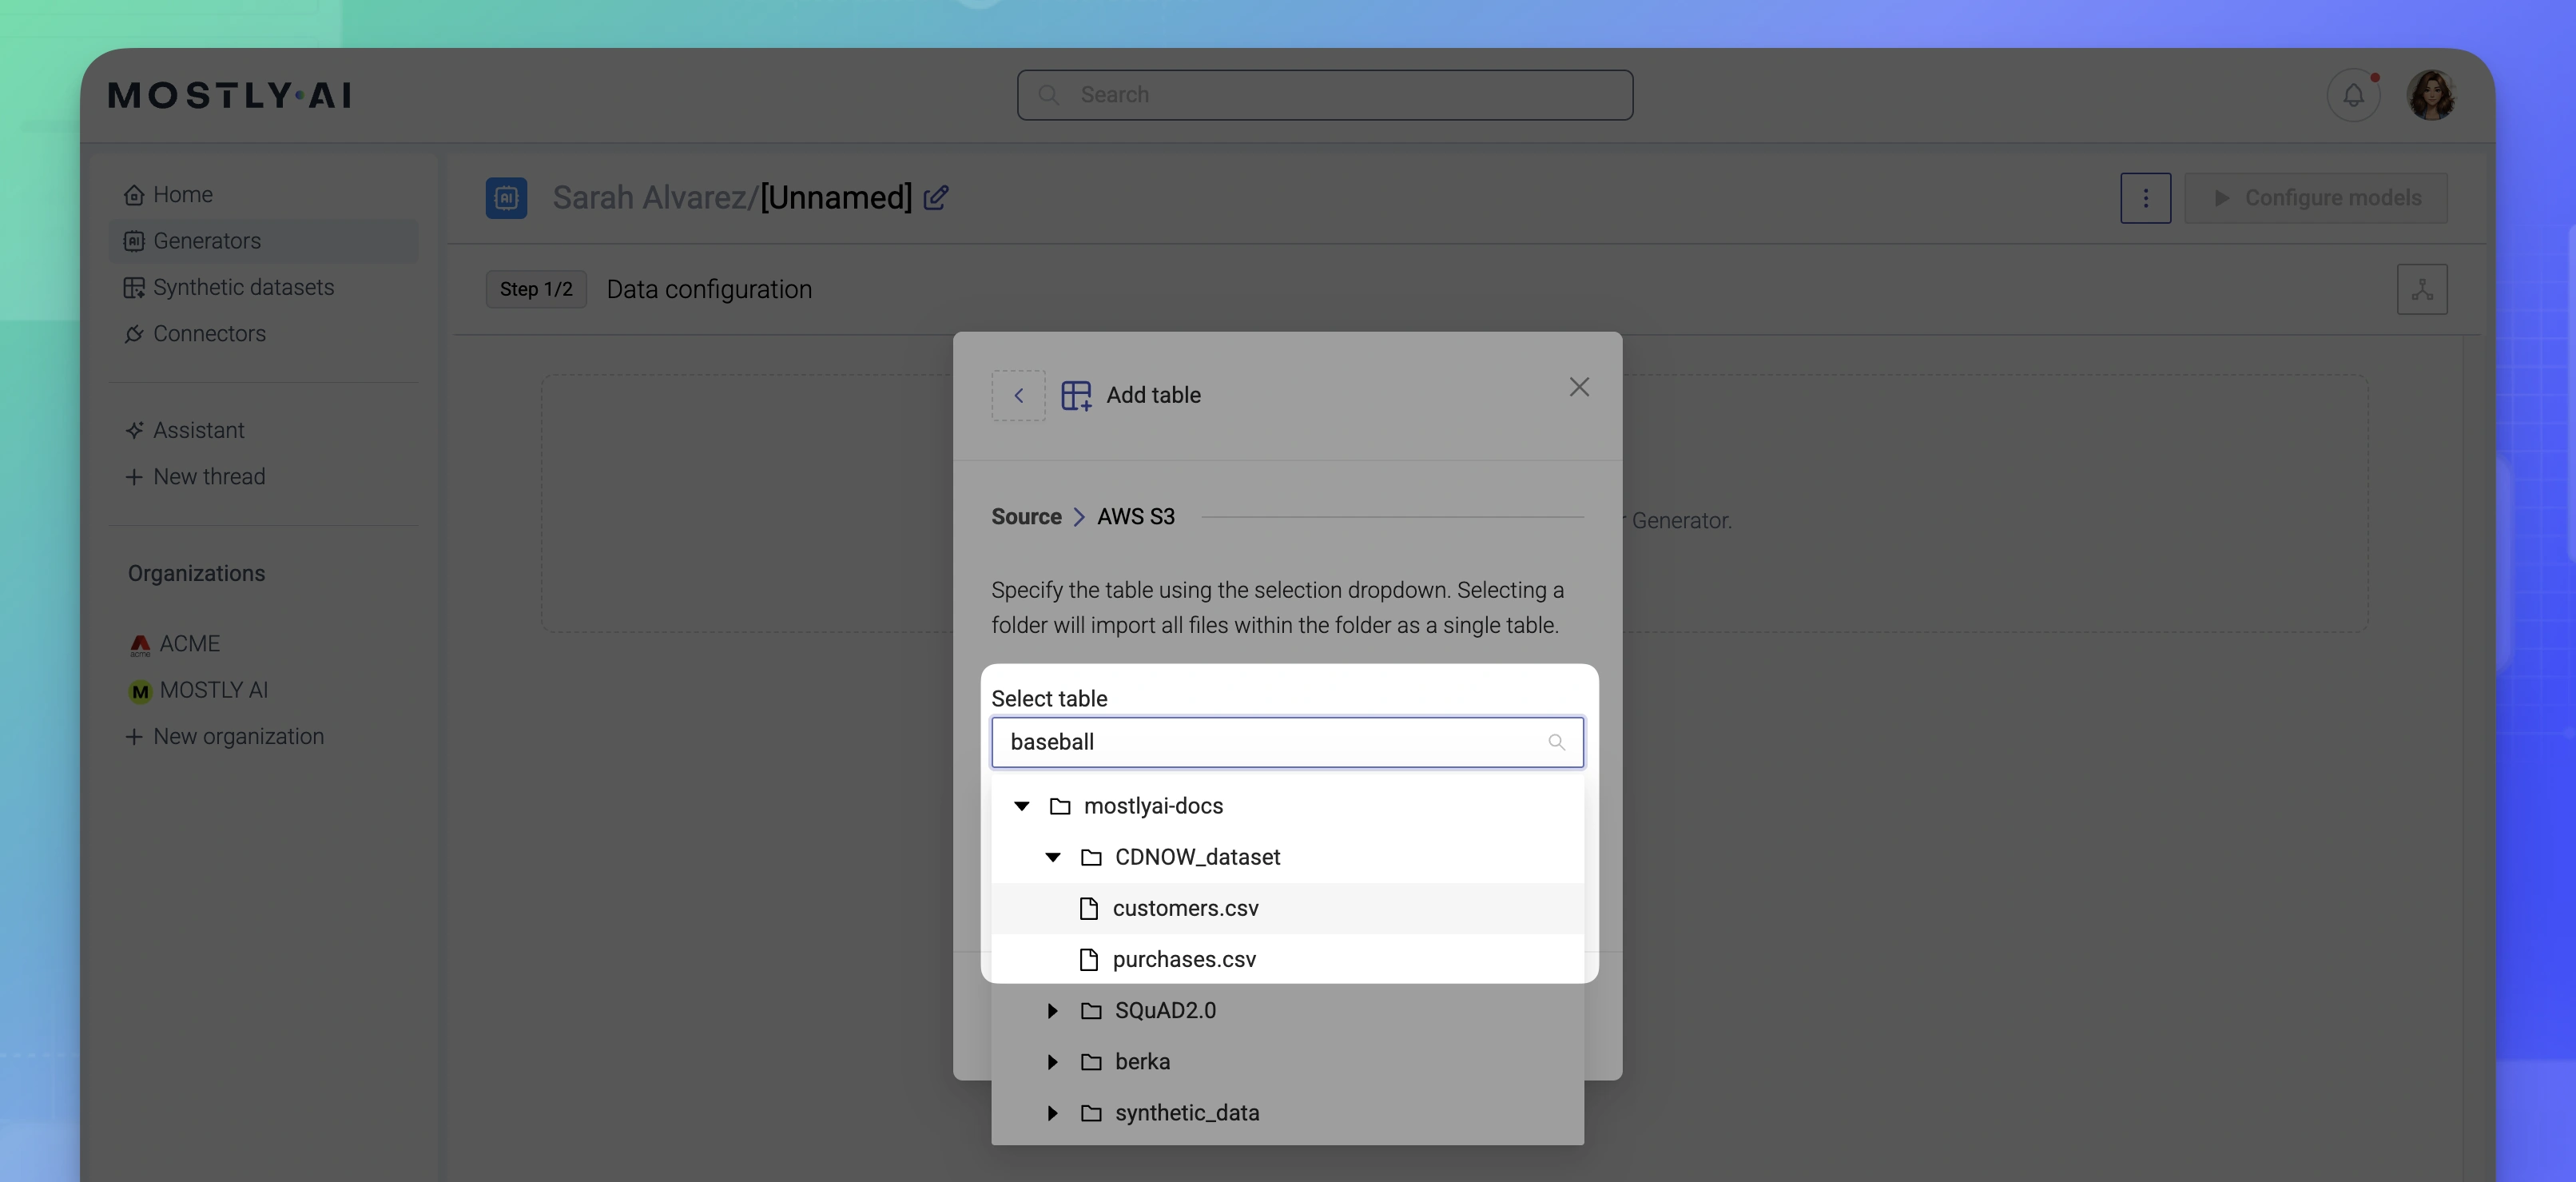 MOSTLY·AI
Search
Home
Generators
Synthetic datasets
Connectors
Assistant
New thread
Organizations
acme
ACME
M
MOSTLY AI
New organization
AI
Sarah Alvarez/[Unnamed]
Configure models
Step 1/2
Data configuration
Generator.
Add table
Source > AWS S3
Specify the table using the selection dropdown. Selecting a
folder will import all files within the folder as a single table.
Select table
baseball
mostlyai-docs
CDNOW_dataset
customers.csv
purchases.csv
SQuAD2.0
berka
synthetic_data